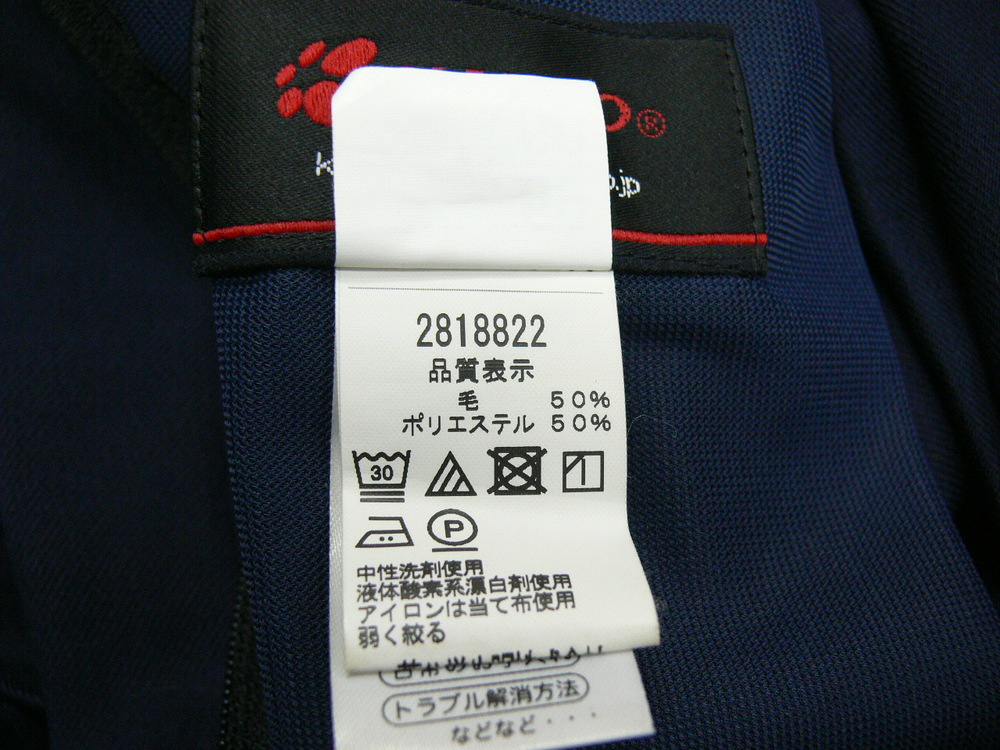 ®
.jp
2818822
品質表示
毛 50%
ポリエステル 50%
30
P
中性洗剤使用
液体酸素系漂白剤使用
アイロンは当て布使用
弱く絞る
トラブル解消方法
などなど・・・